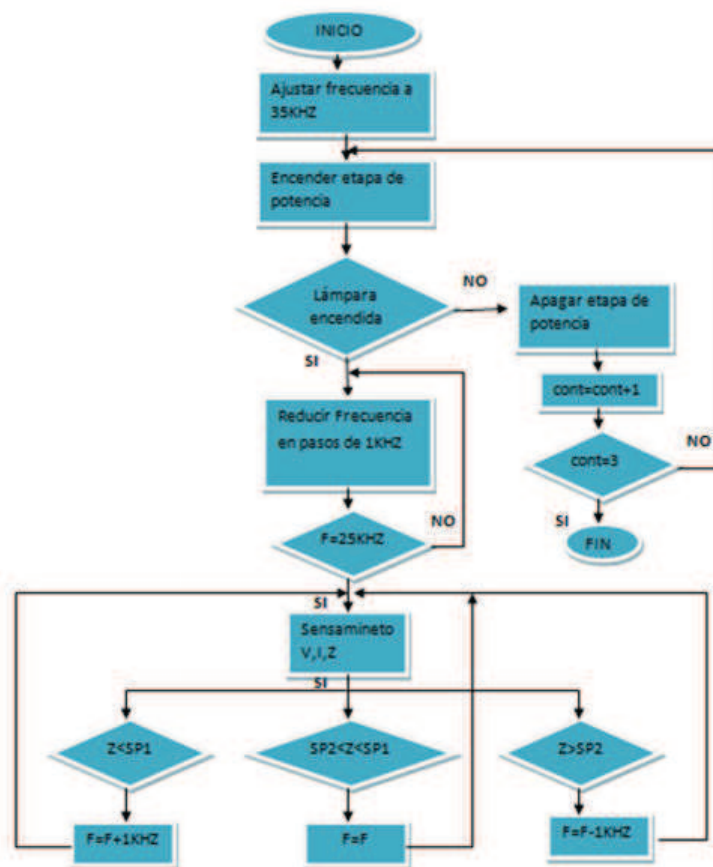 INICIO
Ajustar frecuencia a
35KHZ
Encender etapa de
potencia
Lámpara
encendida
NO
Apagar etapa de
potencia
SI
cont=cont+1
Reducir Frecuencia
en pasos de 1KHZ
cont=3
NO
SI
FIN
F=25KHZ
NO
SI
Sensamineto
V,I,Z
SI
Z<SP1
SP2<Z<SP1
Z>SP2
F=F+1KHZ
F=F
F=F-1KHZ